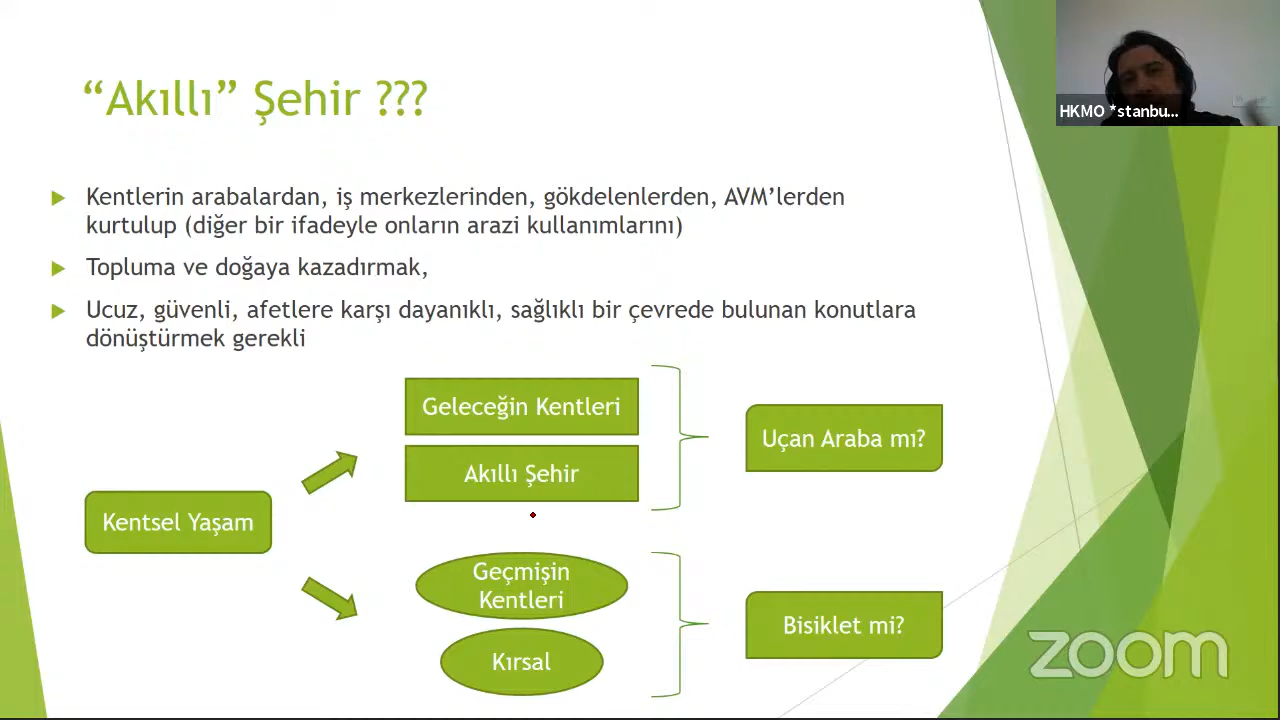 “Akıllı” Şehir ???
HKMO *stanbu...
Kentlerin arabalardan, iş merkezlerinden, gökdelenlerden, AVM’lerden
kurtulup (diğer bir ifadeyle onların arazi kullanımlarını)
Topluma ve doğaya kazadırmak,
Ucuz, güvenli, afetlere karşı dayanıklı, sağlıklı bir çevrede bulunan konutlara
dönüştürmek gerekli
Geleceğin Kentleri
Akıllı Şehir
Uçan Araba mı?
Kentsel Yaşam
Geçmişin
Kentleri
Kırsal
Bisiklet mi?
zoom